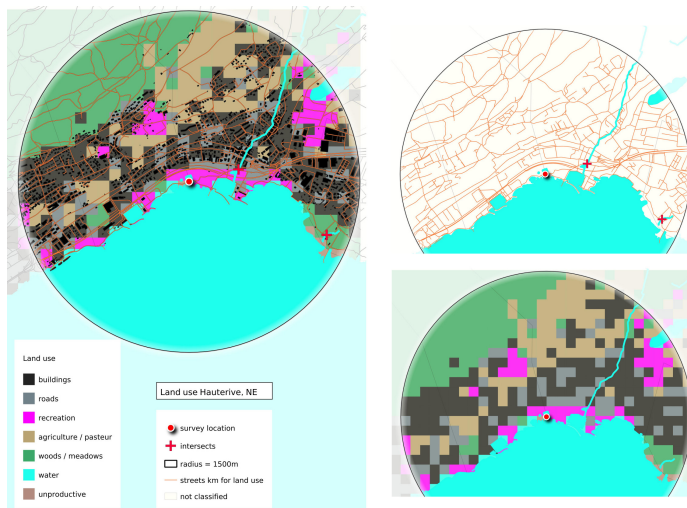 Land use
buildings
roads
recreation
agriculture / pasteur
woods / meadows
water
unproductive
Land use Hauterive, NE
survey location
intersects
radius = 1500m
streets km for land use
not classified